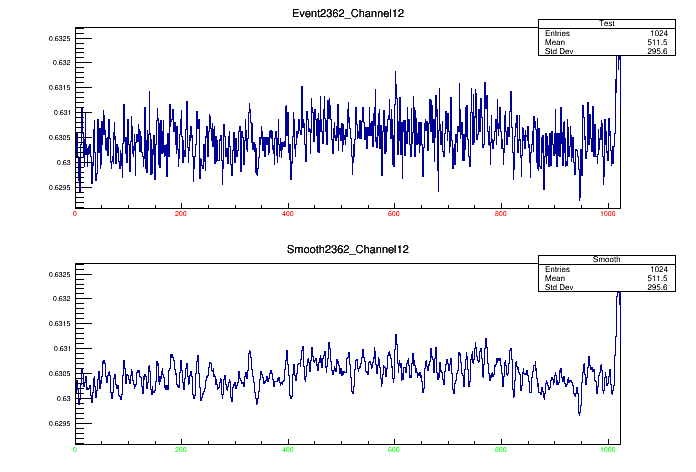 Event2362_Channel12
Test
Entries 1024
Mean 511.5
Std Dev 295.6
0.6325
0.632
0.6315
0.631
0.6305
0.63
0.6295
0 200 400 600 800 1000
Smooth2362_Channel12
Smooth
Entries 1024
Mean 511.5
Std Dev 295.6
0.6325
0.632
0.6315
0.631
0.6305
0.63
0.6295
0 200 400 600 800 1000